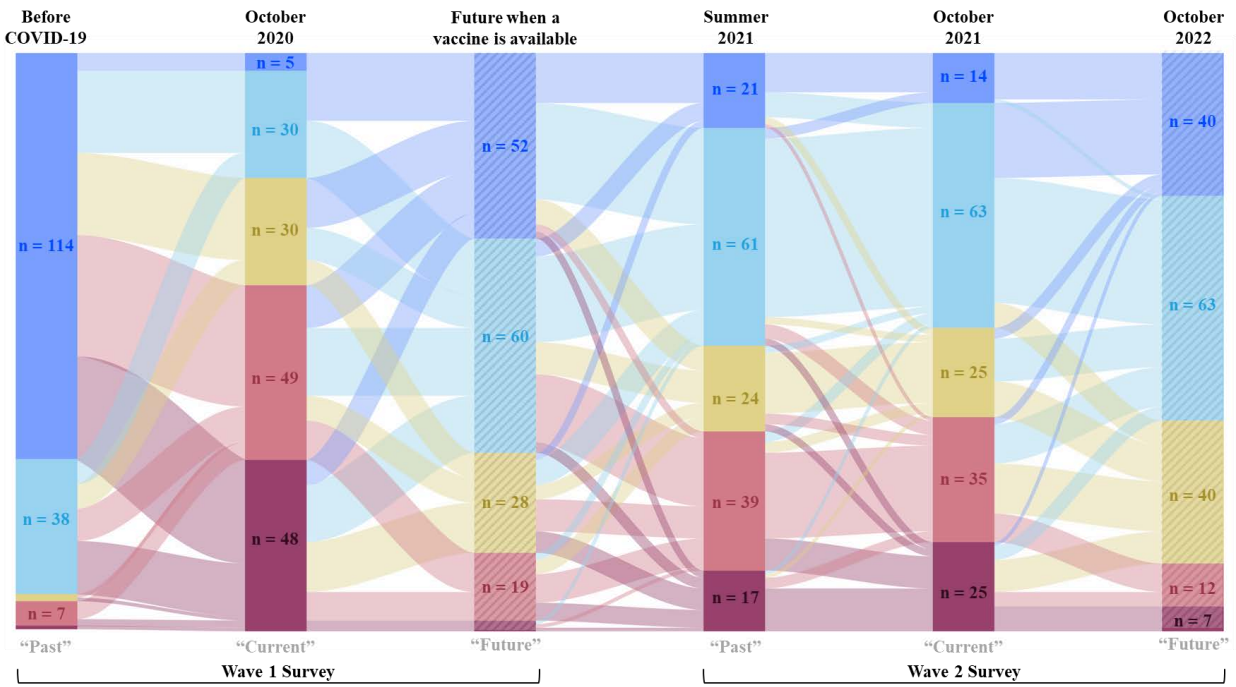 Before
COVID-19
October
2020
Future when a
vaccine is available
Summer
2021
October
2021
October
2022
n = 114
n = 38
n = 7
n = 5
n = 30
n = 30
n = 49
n = 48
n = 52
n = 60
n = 28
n = 19
n = 21
n = 61
n = 24
n = 39
n = 17
n = 14
n = 63
n = 25
n = 35
n = 25
n = 40
n = 63
n = 40
n = 12
n = 7
“Past”
“Current”
“Future”
“Past”
“Current”
“Future”
Wave 1 Survey
Wave 2 Survey